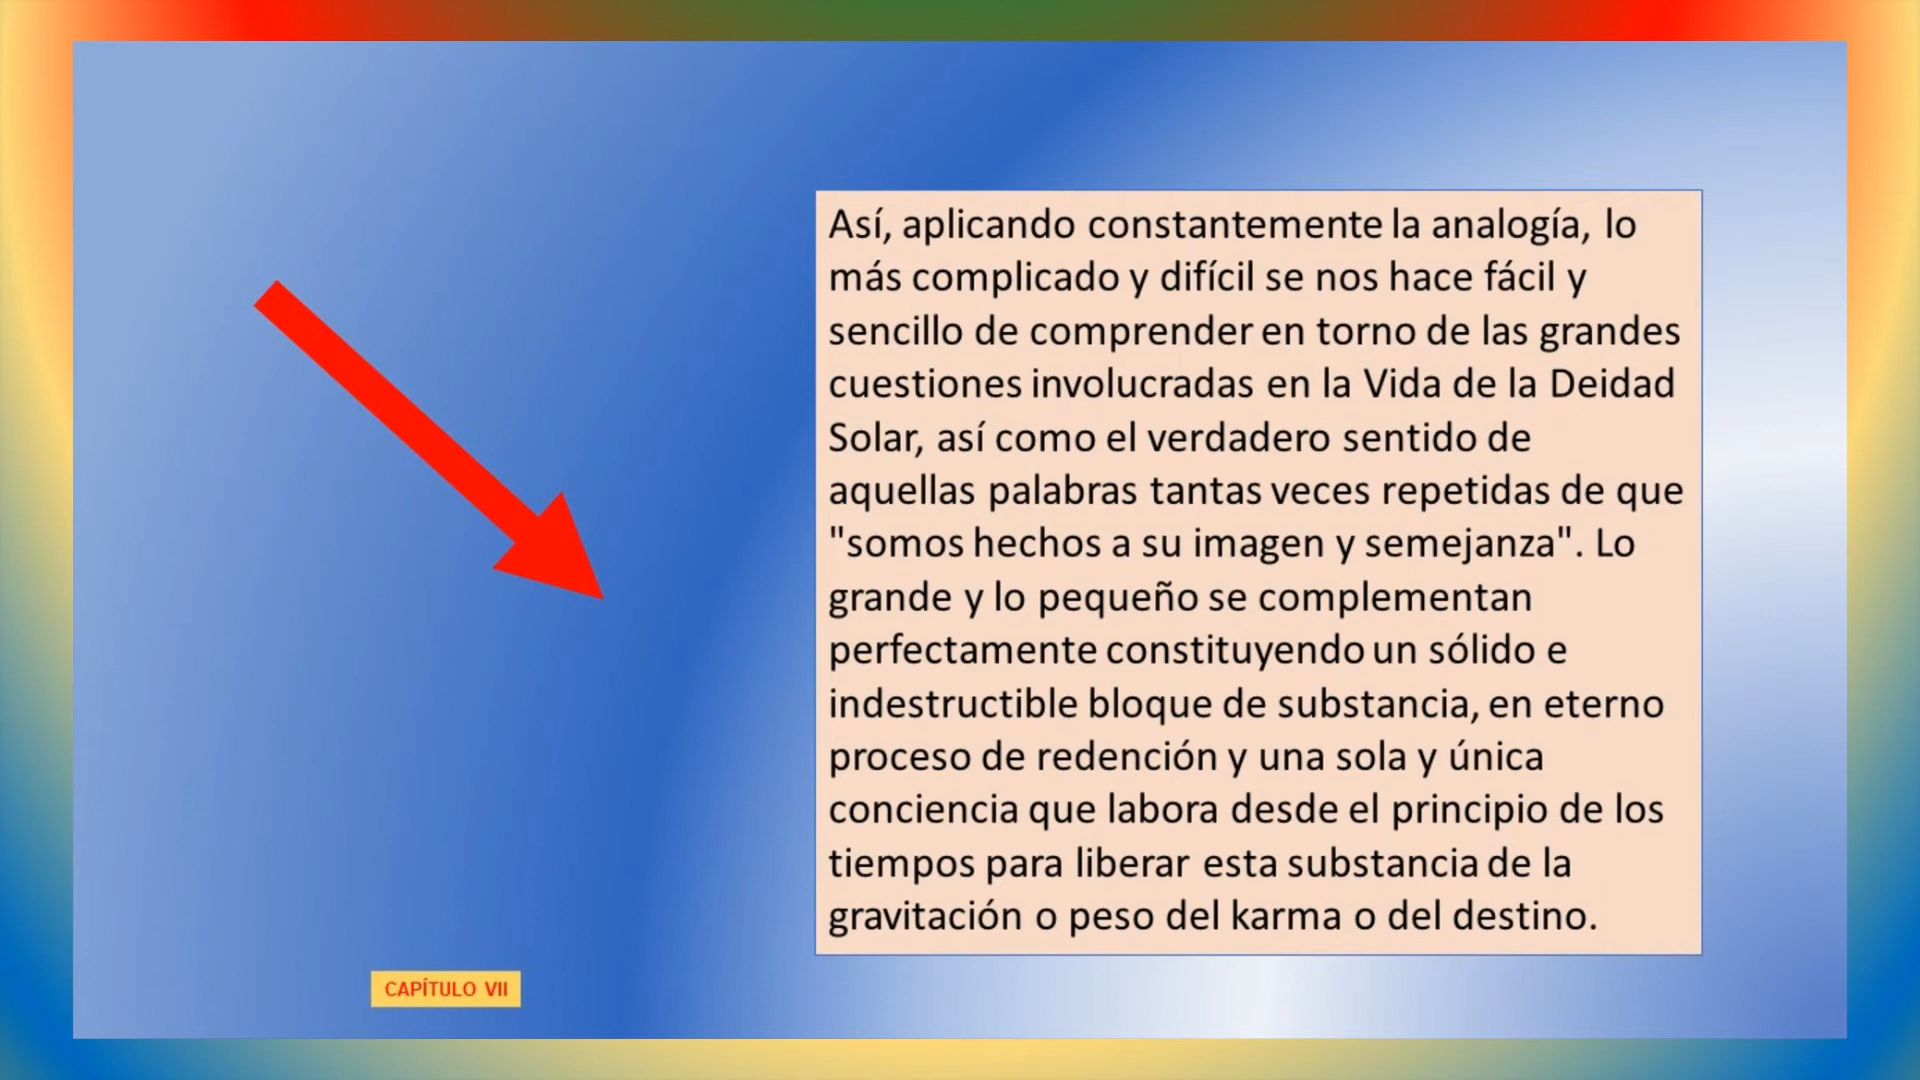 Así, aplicando constantemente la analogía, lo
más complicado y difícil se nos hace fácil y
sencillo de comprender en torno de las grandes
cuestiones involucradas en la Vida de la Deidad
Solar, así como el verdadero sentido de
aquellas palabras tantas veces repetidas de que
"somos hechos a su imagen y semejanza". Lo
grande y lo pequeño se complementan
perfectamente constituyendo un sólido e
indestructible bloque de substancia, en eterno
proceso de redención y una sola y única
conciencia que labora desde el principio de los
tiempos para liberar esta substancia de la
gravitación o peso del karma o del destino.
CAPÍTULO VII